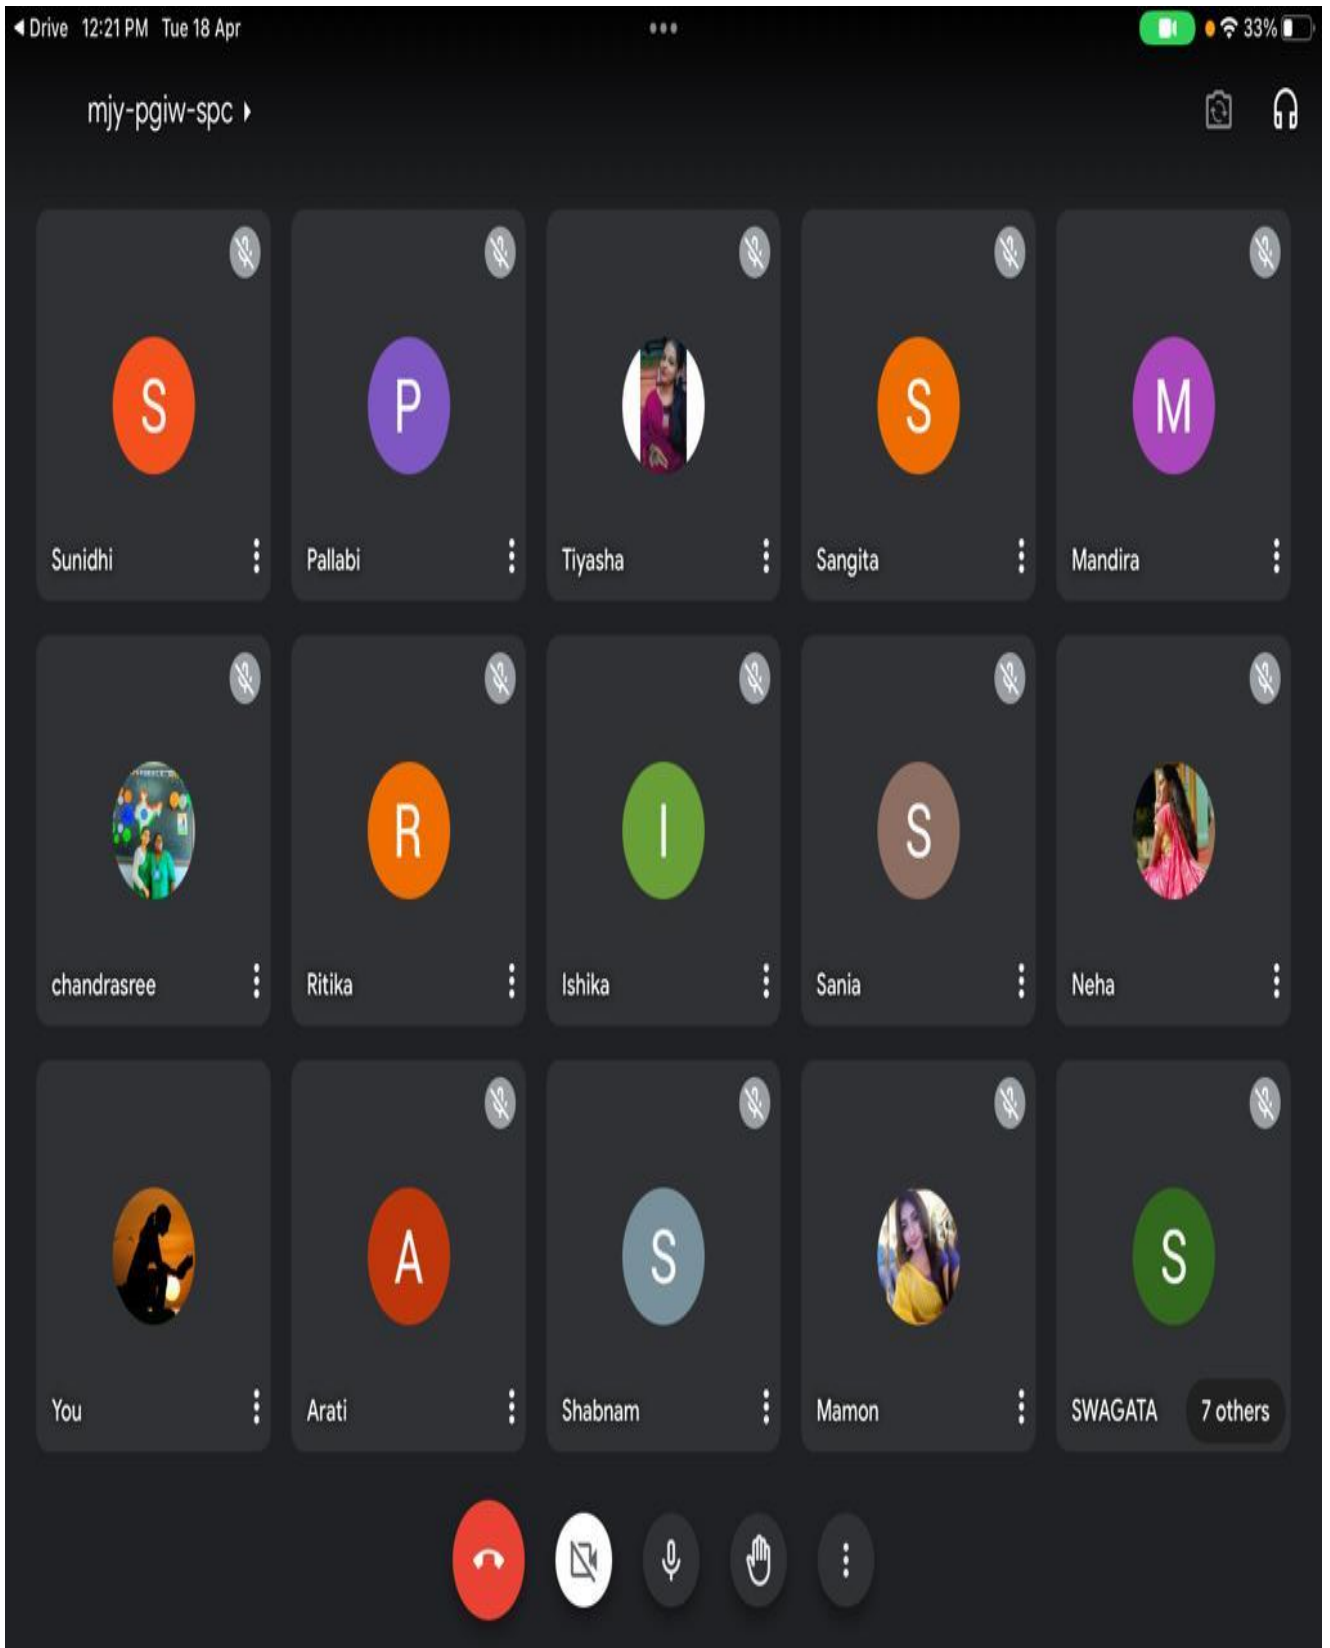 Drive 12:21 PM Tue 18 Apr 33%
mjy-pgiw-spc
S P S M
Sunidhi Pallabi Tiyasha Sangita Mandira
R I S
chandrasree Ritika Ishika Sania Neha
A S S
You Arati Shabnam Mamon SWAGATA 7 others